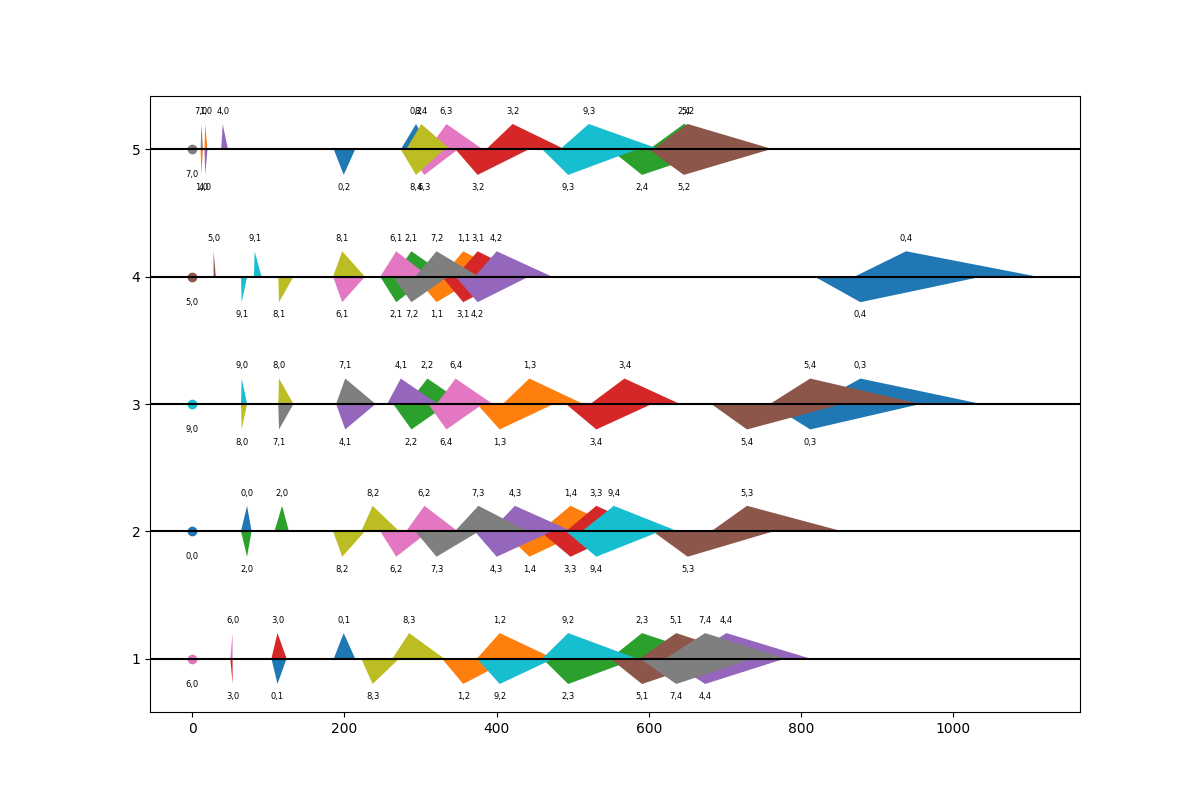 7,0 1,0 4,0 0,2 8,4 6,3 3,2 9,3 2,4 5,2
5
7,0
1,0 4,0 0,2 8,4 6,3 3,2 9,3 2,4 5,2
5,0 9,1 8,1 6,1 2,1 7,2 1,1 3,1 4,2 0,4
4
5,0
9,1 8,1 6,1 2,1 7,2 1,1 3,1 4,2 0,4
9,0 8,0 7,1 4,1 2,2 6,4 1,3 3,4 5,4 0,3
3
9,0
8,0 7,1 4,1 2,2 6,4 1,3 3,4 5,4 0,3
0,0 2,0 8,2 6,2 7,3 4,3 1,4 3,3 9,4 5,3
2
0,0
2,0 8,2 6,2 7,3 4,3 1,4 3,3 9,4 5,3
6,0 3,0 0,1 8,3 1,2 9,2 2,3 5,1 7,4 4,4
1
6,0
3,0 0,1 8,3 1,2 9,2 2,3 5,1 7,4 4,4
0 200 400 600 800 1000